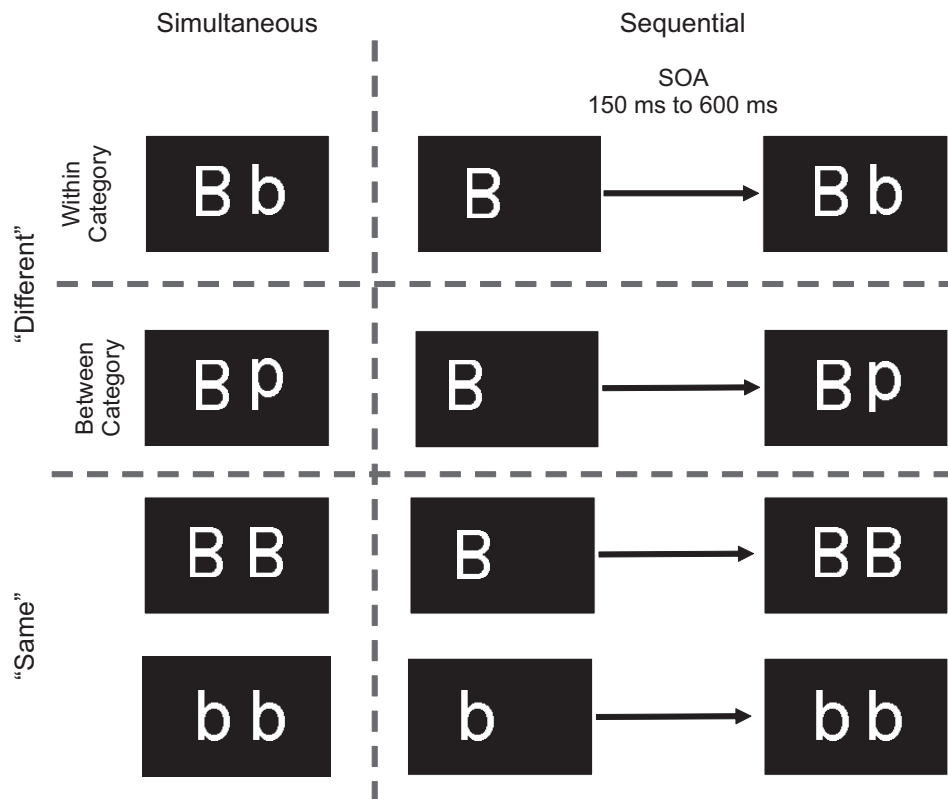 Simultaneous
Sequential
SOA
150 ms to 600 ms
“Different”
Within
Category
B b
B
B b
Between
Category
B p
B
B p
“Same”
B B
B
B B
b b
b
b b